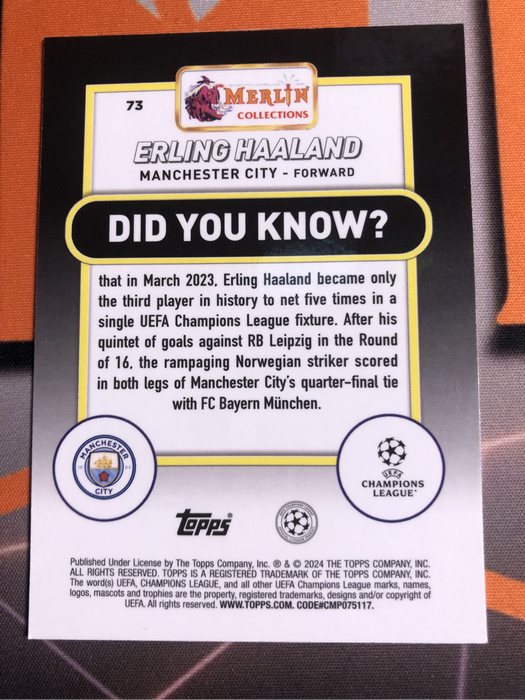 73
MERLIN
COLLECTIONS
ERLING HAALAND
MANCHESTER CITY - FORWARD
DID YOU KNOW?
that in March 2023, Erling Haaland became only
the third player in history to net five times in a
single UEFA Champions League fixture. After his
quintet of goals against RB Leipzig in the Round
of 16, the rampaging Norwegian striker scored
in both legs of Manchester City's quarter-final tie
with FC Bayern München.
MANCHESTER
CITY
UEFA
CHAMPIONS
LEAGUE®
Topps®
Published Under License by The Topps Company, Inc. ® & © 2024 THE TOPPS COMPANY, INC.
ALL RIGHTS RESERVED. TOPPS IS A REGISTERED TRADEMARK OF THE TOPPS COMPANY, INC.
The word(s) UEFA, CHAMPIONS LEAGUE, and all other UEFA Champions League marks, names,
logos, mascots and trophies are the property, registered trademarks, designs and/or copyright of
UEFA. All rights reserved. WWW.TOPPS.COM. CODE#CMP075117.